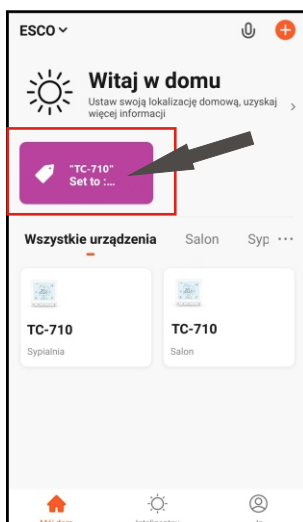 ESCO
Witaj w domu
Ustaw swoją lokalizację domową, uzyskaj
więcej informacji
"TC-710"
Set to :...
Wszystkie urządzenia Salon Syp ...
TC-710 TC-710
Sypialnia Salon